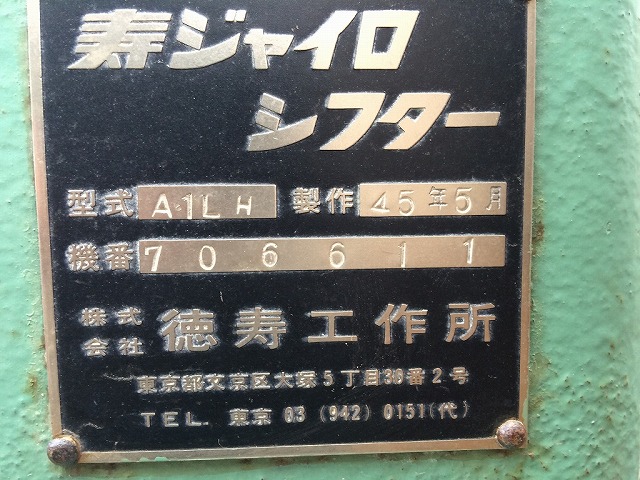 寿ジャイロ
シフター
型式 A1LH 製作 45年5月
機番 706611
株式会社 徳寿工作所
東京都文京区大塚5丁目38番2号
TEL. 東京 03 (942) 0151(代)